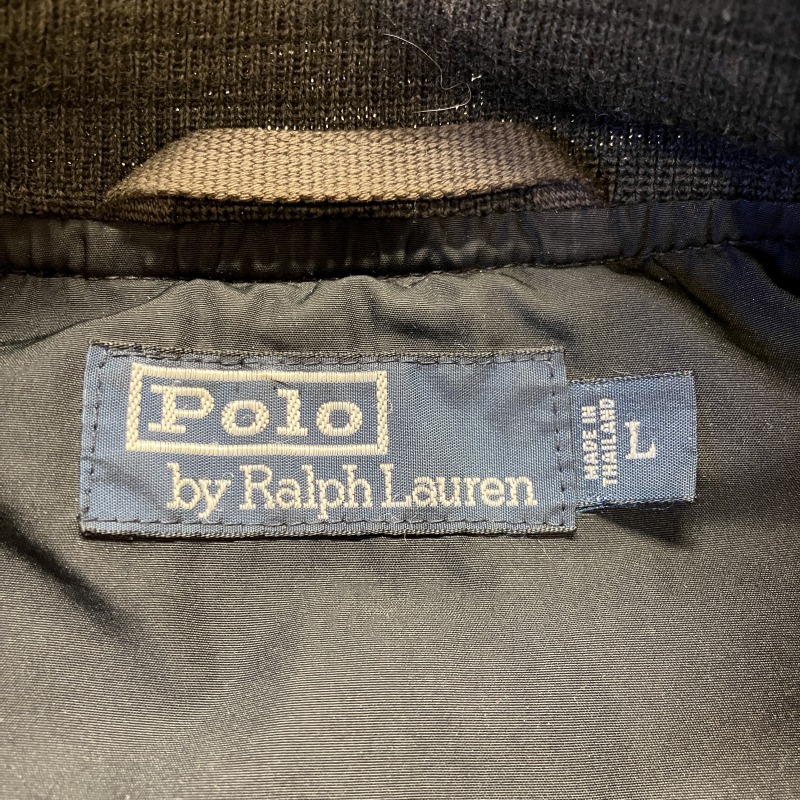 Polo
by Ralph Lauren
MADE IN
THAILAND
L